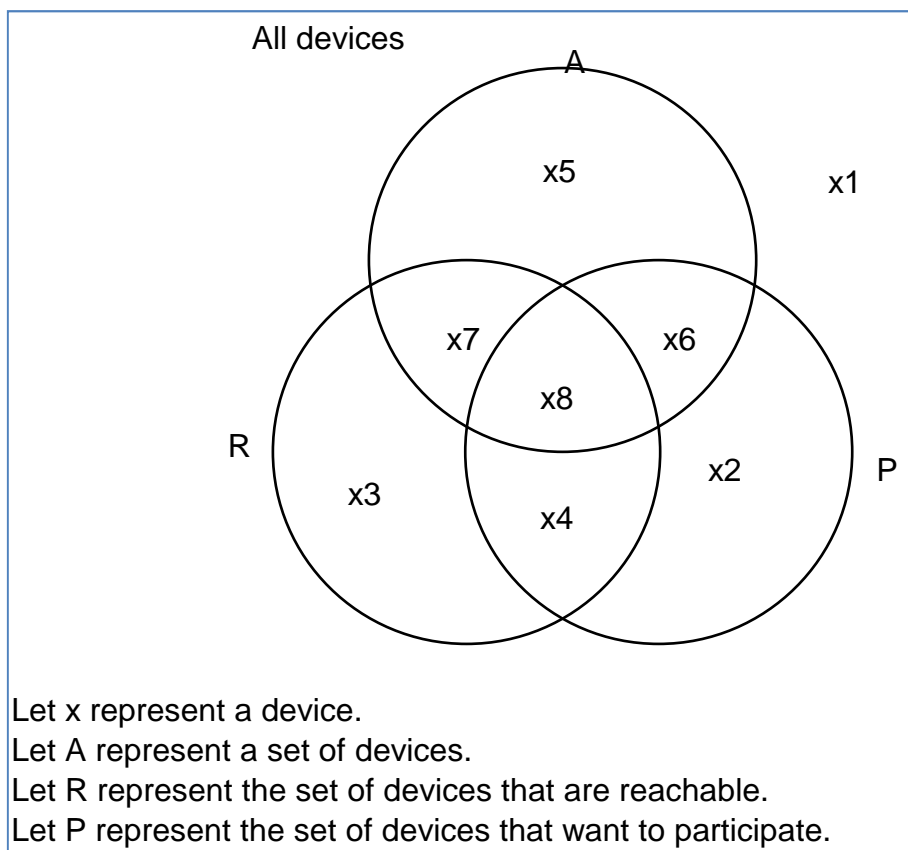 All devices
A
x5
x1
x7
x6
x8
R
x2
P
x3
x4
Let x represent a device.
Let A represent a set of devices.
Let R represent the set of devices that are reachable.
Let P represent the set of devices that want to participate.